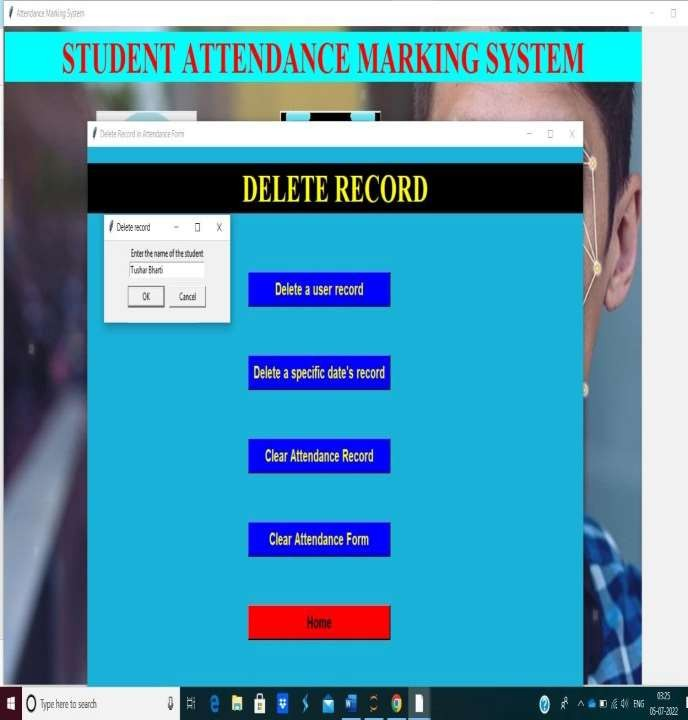 Attendance Marking System
STUDENT ATTENDANCE MARKING SYSTEM
Delete Record in Attendance Form
DELETE RECORD
Delete record
Enter the name of the student
Tushar Bharti
OK Cancel
Delete a user record
Delete a specific date's record
Clear Attendance Record
Clear Attendance Form
Home
Type here to search
ENG
03:25
05-07-2022